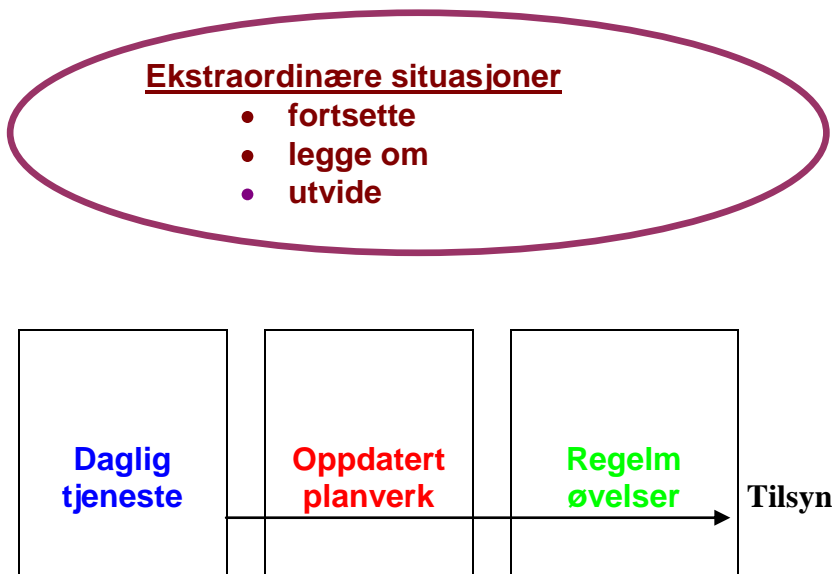 Ekstraordinære situasjoner
• fortsette
• legge om
• utvide
Daglig
tjeneste
Oppdatert
planverk
Regelm
øvelser
Tilsyn